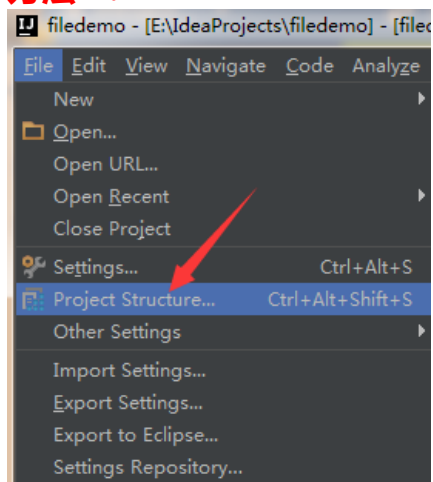 filedemo - [E:\IdeaProjects\filedemo] - [filed
File Edit View Navigate Code Analyze
New
Open...
Open URL...
Open Recent
Close Project
Settings... Ctrl+Alt+S
Project Structure... Ctrl+Alt+Shift+S
Other Settings
Import Settings...
Export Settings...
Export to Eclipse...
Settings Repository...